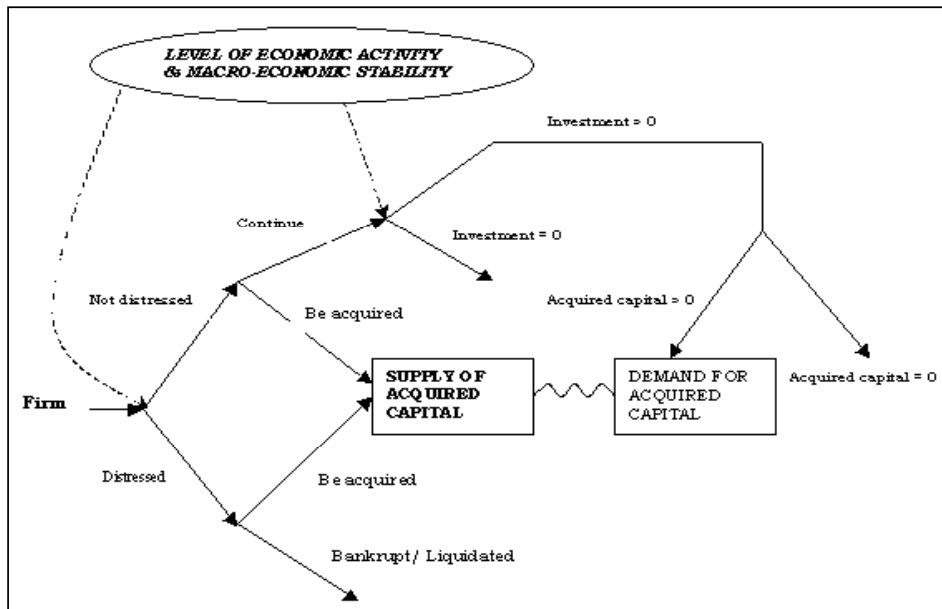 LEVEL OF ECONOMIC ACTIVITY
& MACRO-ECONOMIC STABILITY
Investment > 0
Continue
Investment = 0
Not distressed
Acquired capital > 0
Be acquired
Firm
SUPPLY OF
ACQUIRED
CAPITAL
DEMAND FOR
ACQUIRED
CAPITAL
Acquired capital = 0
Distressed
Be acquired
Bankrupt / Liquidated